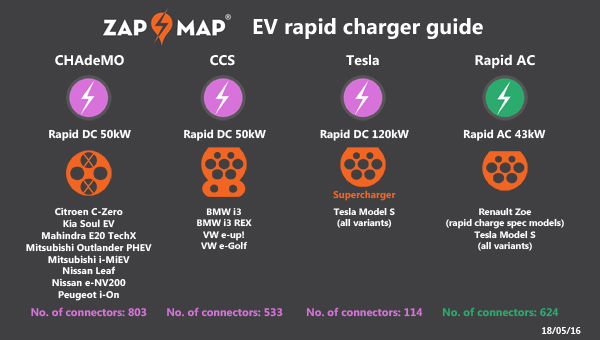 ZAP MAP® EV rapid charger guide
CHAdeMO
Rapid DC 50kW
Citroen C-Zero
Kia Soul EV
Mahindra E20 TechX
Mitsubishi Outlander PHEV
Mitsubishi i-MiEV
Nissan Leaf
Nissan e-NV200
Peugeot i-On
No. of connectors: 803
CCS
Rapid DC 50kW
BMW i3
BMW i3 REX
VW e-up!
VW e-Golf
No. of connectors: 533
Tesla
Rapid DC 120kW
Supercharger
Tesla Model S
(all variants)
No. of connectors: 114
Rapid AC
Rapid AC 43kW
Renault Zoe
(rapid charge spec models)
Tesla Model S
(all variants)
No. of connectors: 624
18/05/16